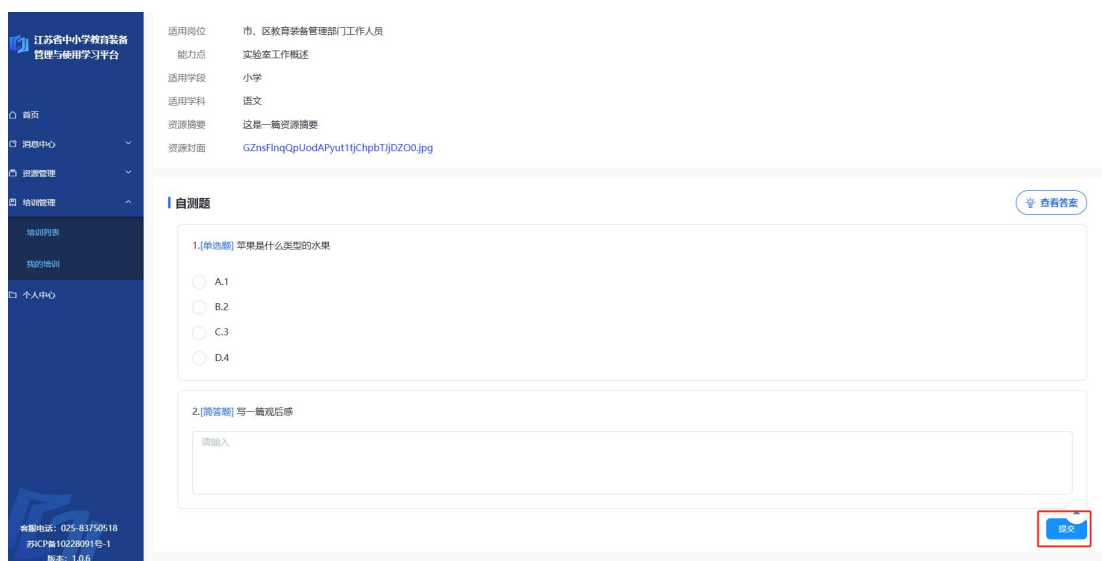 江苏省中小学教育装备
管理与使用学习平台
首页
消息中心
资源管理
培训管理
培训列表
我的培训
个人中心
客服电话：025-83750518
苏ICP备10228091号-1
版本：1.0.6
适用岗位 市、区教育装备管理部门工作人员
能力点 实验室工作概述
适用学段 小学
适用学科 语文
资源摘要 这是一篇资源摘要
资源封面 GZnsFlnqQpUodAPyut1tjChpbTJjDZO0.jpg
自测题 查看答案
1.[单选题] 苹果是什么类型的水果
A.1
B.2
C.3
D.4
2.[简答题] 写一篇观后感
请输入
提交